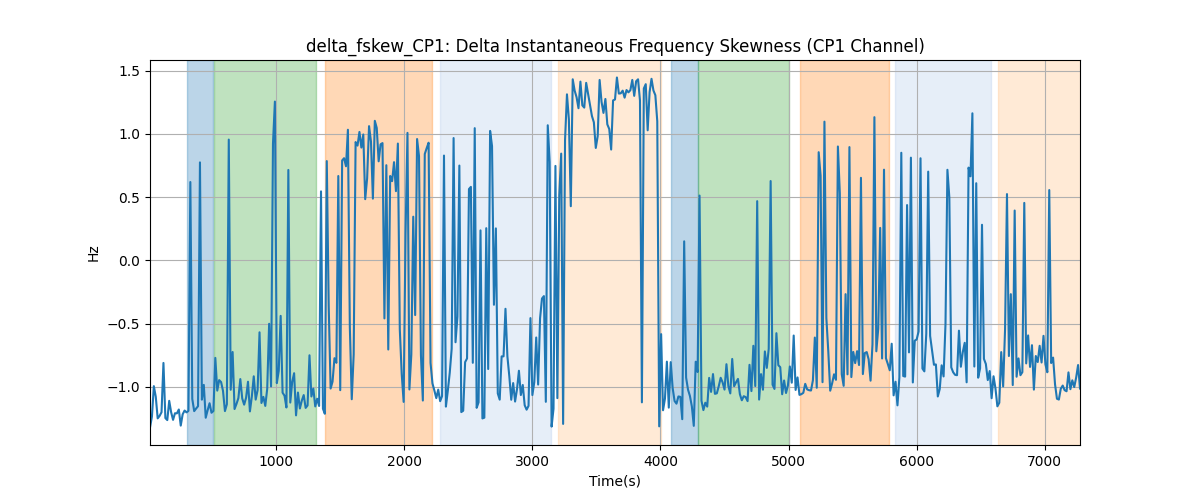 delta_fskew_CP1: Delta Instantaneous Frequency Skewness (CP1 Channel)
1.5
1.0
0.5
0.0
−0.5
−1.0
Hz
1000 2000 3000 4000 5000 6000 7000
Time(s)